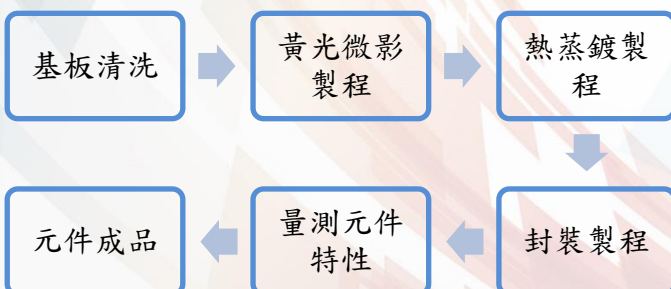 基板清洗
黃光微影
製程
熱蒸鍍製
程
封裝製程
量測元件
特性
元件成品